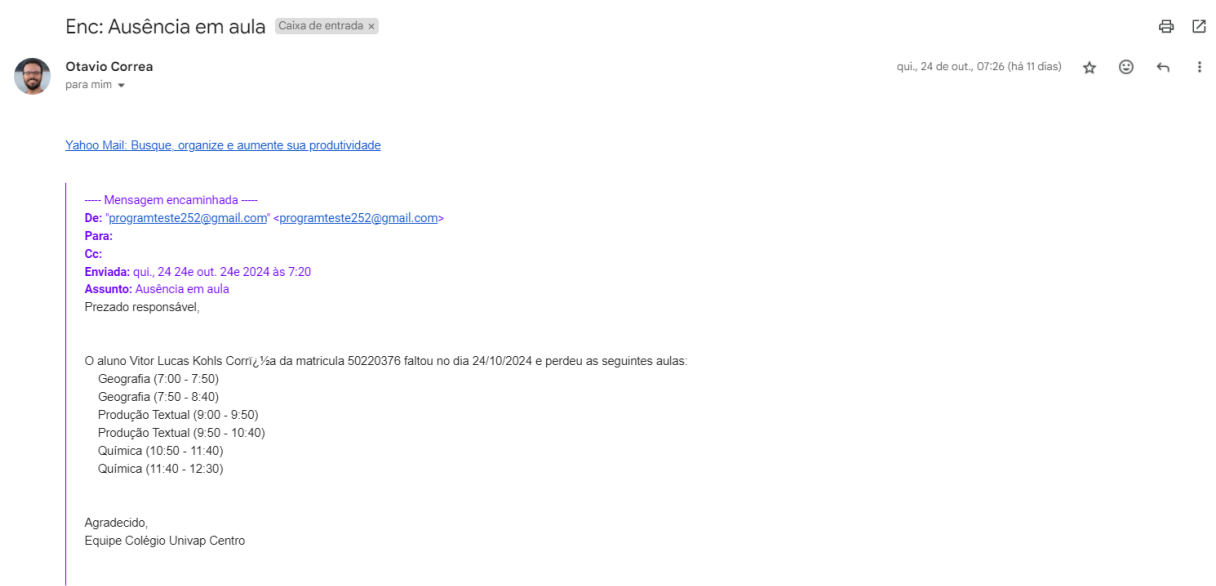 Enc: Ausência em aula Caixa de entrada ×
Otavio Correa
qui., 24 de out., 07:26 (há 11 dias)
para mim
Yahoo Mail: Busque, organize e aumente sua produtividade
----- Mensagem encaminhada -----
De: "programteste252@gmail.com" <programteste252@gmail.com>
Para:
Cc:
Enviada: qui., 24 24e out. 24e 2024 às 7:20
Assunto: Ausência em aula
Prezado responsável,
O aluno Vitor Lucas Kohls Corrï¿½a da matricula 50220376 faltou no dia 24/10/2024 e perdeu as seguintes aulas:
Geografia (7:00 - 7:50)
Geografia (7:50 - 8:40)
Produção Textual (9:00 - 9:50)
Produção Textual (9:50 - 10:40)
Química (10:50 - 11:40)
Química (11:40 - 12:30)
Agradecido,
Equipe Colégio Univap Centro